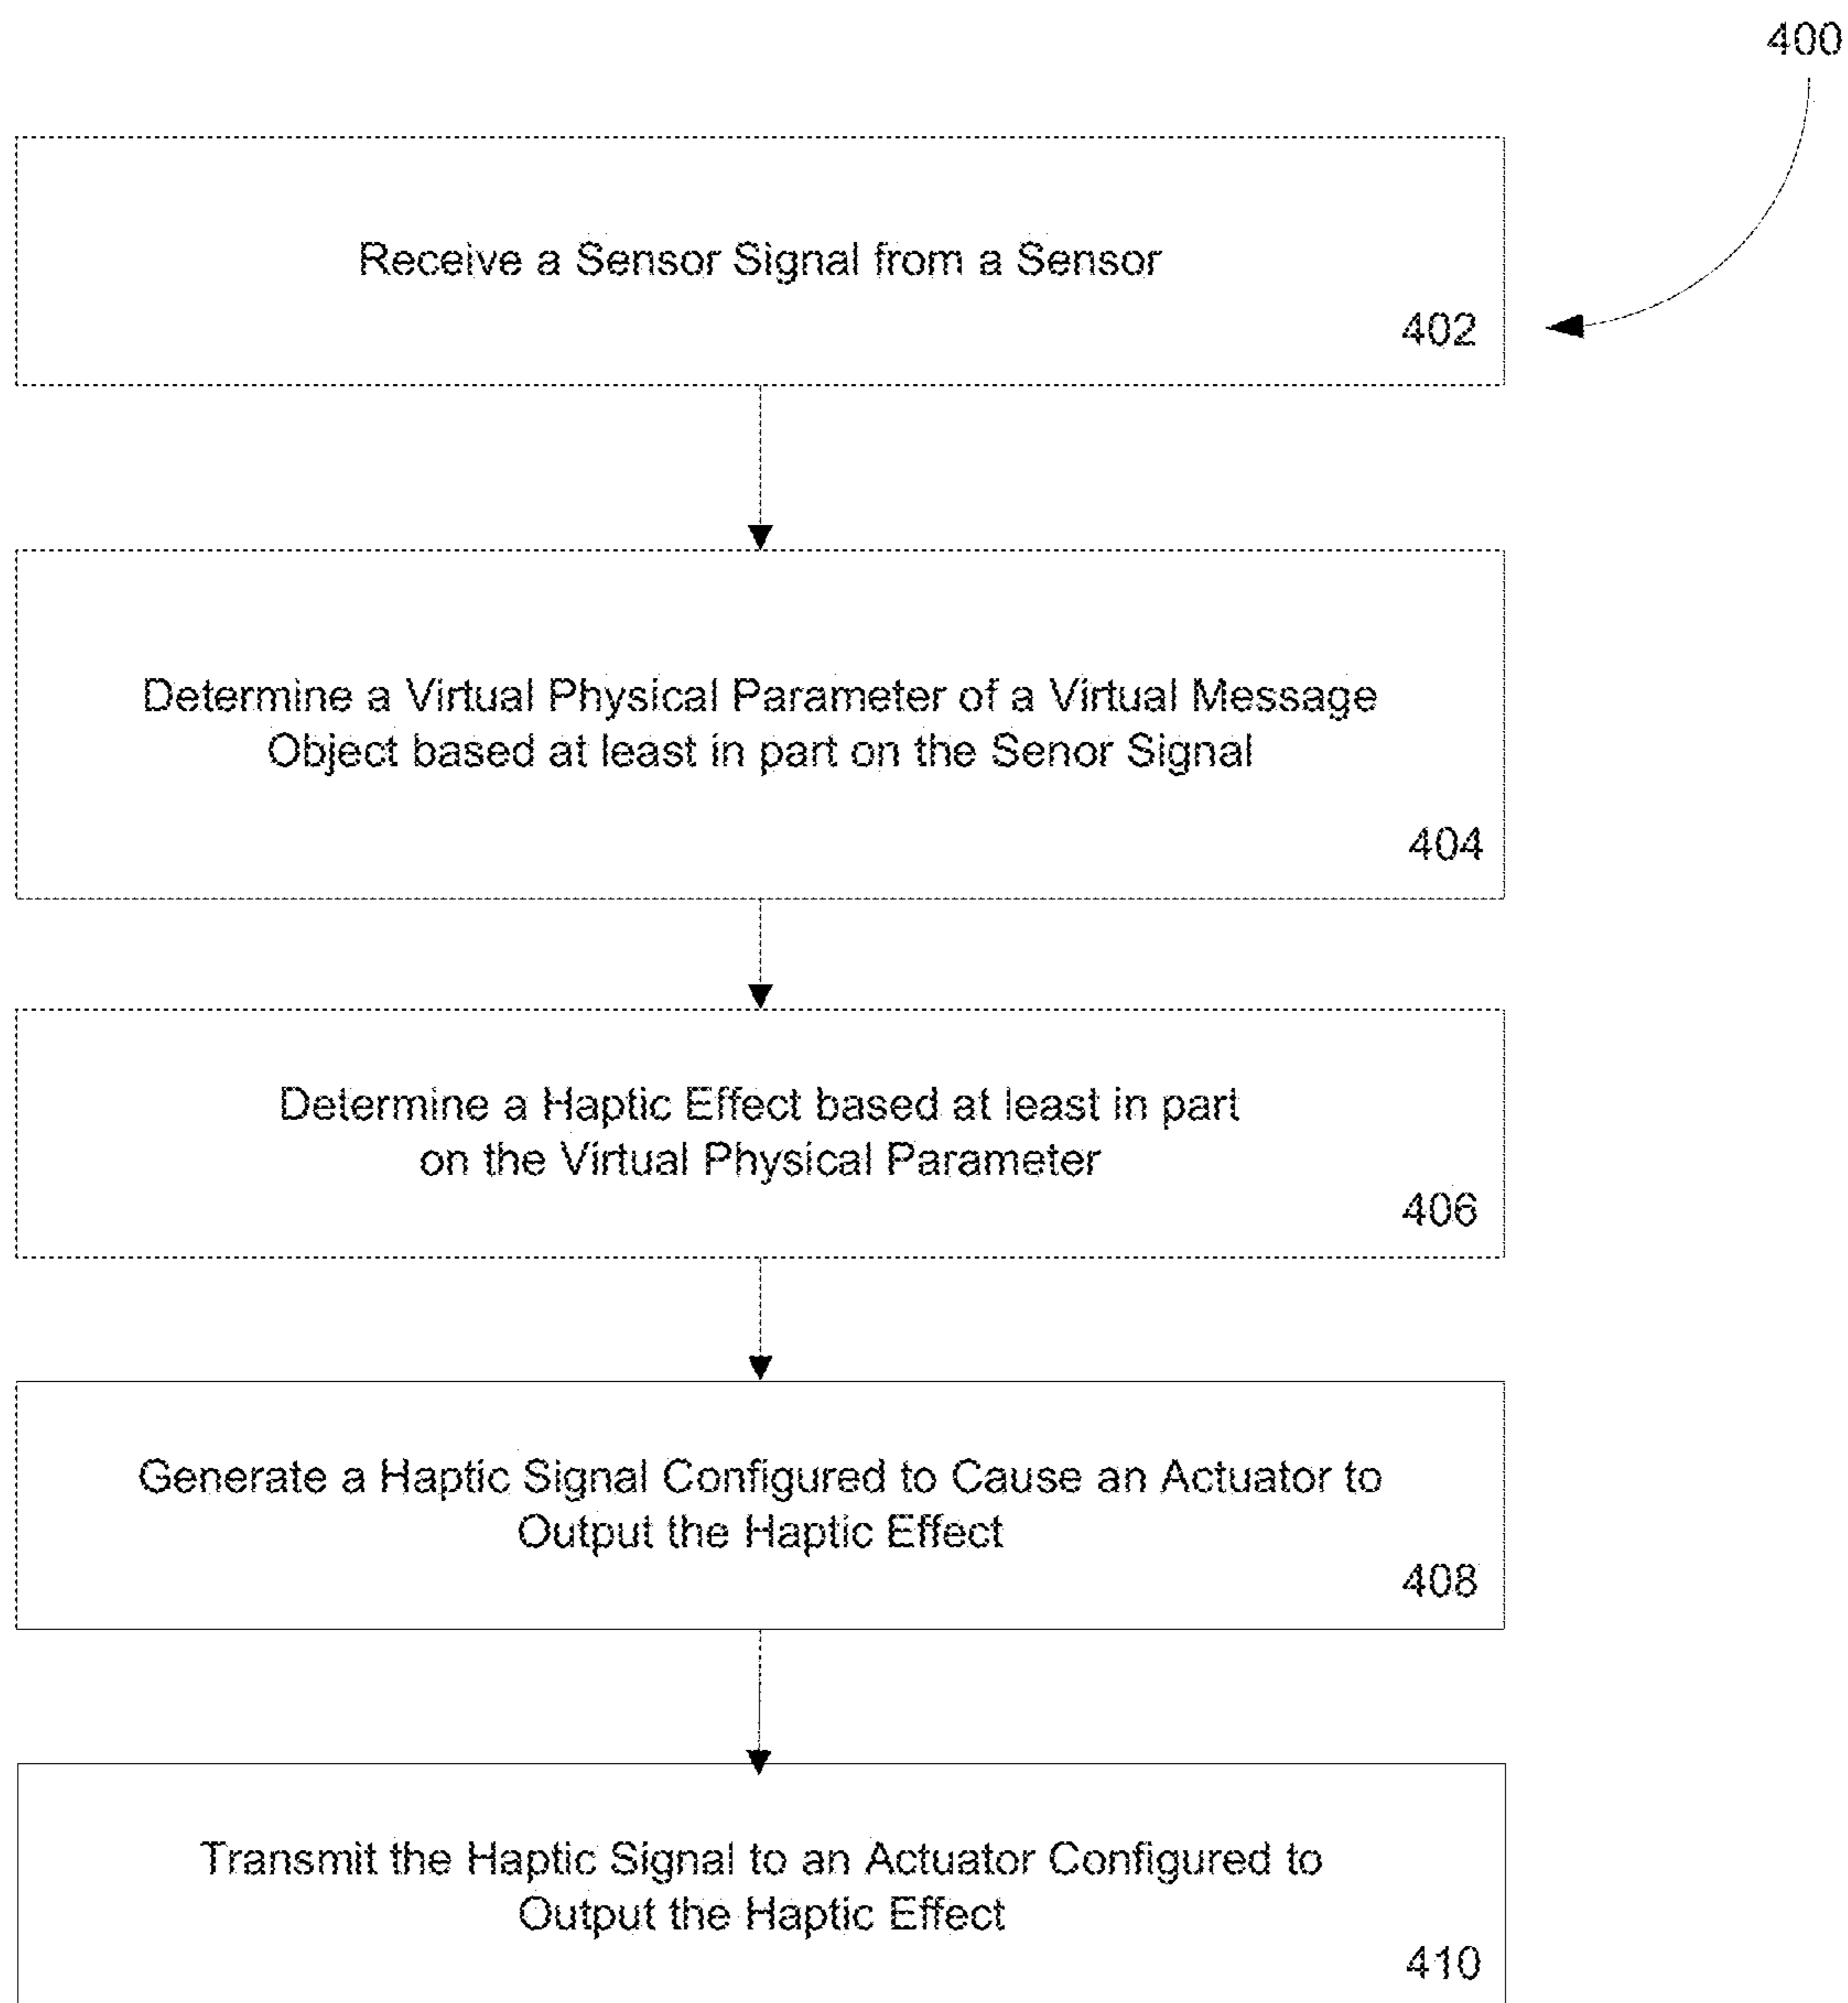 400
Receive a Sensor Signal from a Sensor
402
Determine a Virtual Physical Parameter of a Virtual Message
Object based at least in part on the Senor Signal
404
Determine a Haptic Effect based at least in part
on the Virtual Physical Parameter
406
Generate a Haptic Signal Configured to Cause an Actuator to
Output the Haptic Effect
408
Transmit the Haptic Signal to an Actuator Configured to
Output the Haptic Effect
410